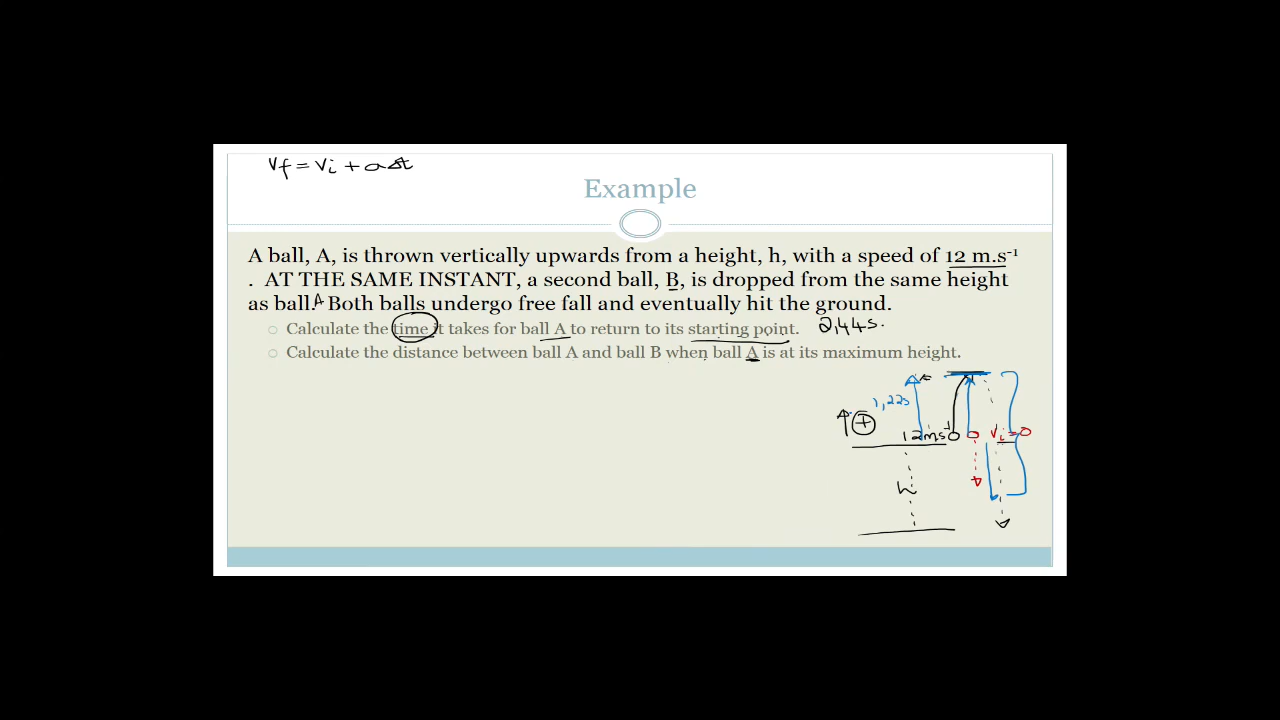 vf = vi + aΔt
Example
A ball, A, is thrown vertically upwards from a height, h, with a speed of 12 m.s⁻¹
. AT THE SAME INSTANT, a second ball, B, is dropped from the same height
as ball.A Both balls undergo free fall and eventually hit the ground.
Calculate the time it takes for ball A to return to its starting point. 2,44s.
Calculate the distance between ball A and ball B when ball A is at its maximum height.
1,22s
+
12ms⁻¹
vi = 0
h